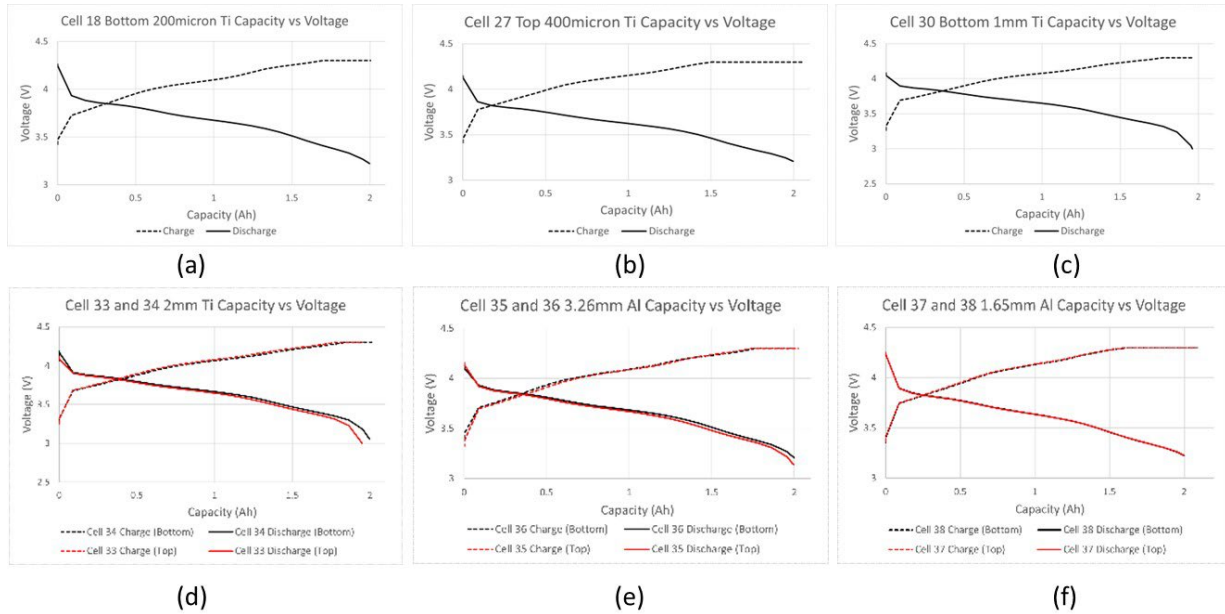 Cell 18 Bottom 200micron Ti Capacity vs Voltage
4.5
4
3.5
3
Voltage (V)
0 0.5 1 1.5 2
Capacity (Ah)
Charge Discharge
(a)
Cell 27 Top 400micron Ti Capacity vs Voltage
4.5
4
3.5
3
Voltage (V)
0 0.5 1 1.5 2
Capacity (Ah)
Charge Discharge
(b)
Cell 30 Bottom 1mm Ti Capacity vs Voltage
4.5
4
3.5
3
2.5
Voltage (V)
0 0.5 1 1.5 2
Capacity (Ah)
Charge Discharge
(c)
Cell 33 and 34 2mm Ti Capacity vs Voltage
4.5
4
3.5
3
2.5
Voltage (V)
0 0.5 1 1.5 2
Capacity (Ah)
Cell 34 Charge (Bottom) Cell 34 Discharge (Bottom)
Cell 33 Charge (Top) Cell 33 Discharge (Top)
(d)
Cell 35 and 36 3.26mm Al Capacity vs Voltage
4.5
4
3.5
3
Voltage (V)
0 0.5 1 1.5 2
Capacity (Ah)
Cell 36 Charge (Bottom) Cell 36 Discharge (Bottom)
Cell 35 Charge (Top) Cell 35 Discharge (Top)
(e)
Cell 37 and 38 1.65mm Al Capacity vs Voltage
4.5
4
3.5
3
Voltage (V)
0 0.5 1 1.5 2
Capacity (Ah)
Cell 38 Charge (Bottom) Cell 38 Discharge (Bottom)
Cell 37 Charge (Top) Cell 37 Discharge (Top)
(f)